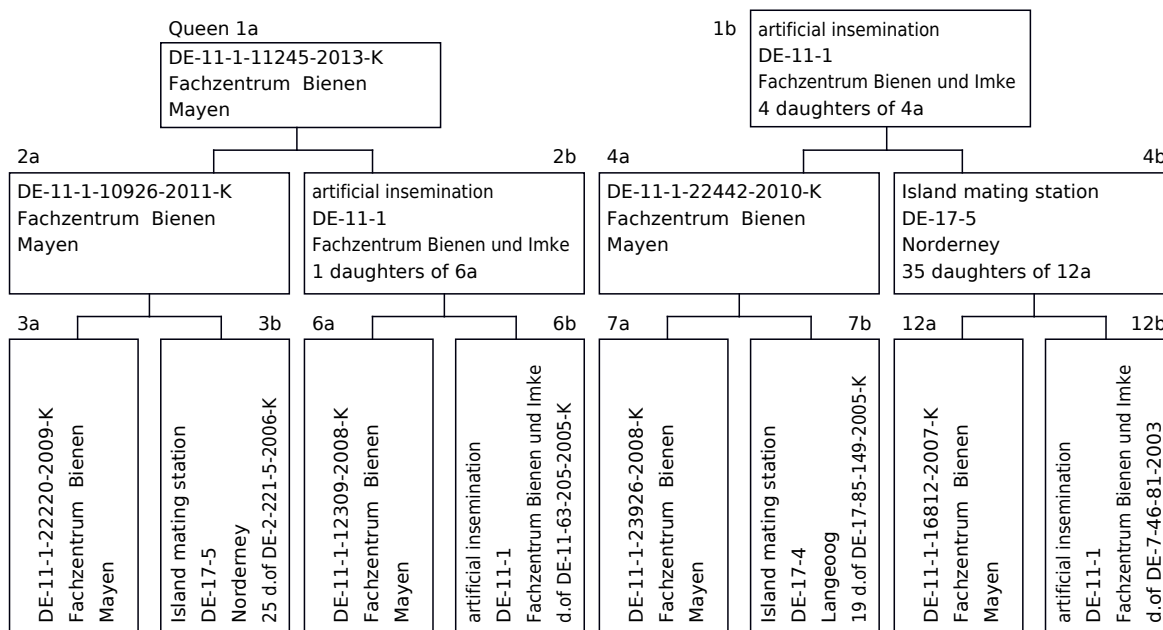 Queen 1a
DE-11-1-11245-2013-K
Fachzentrum Bienen
Mayen
1b
artificial insemination
DE-11-1
Fachzentrum Bienen und Imke
4 daughters of 4a
2a
DE-11-1-10926-2011-K
Fachzentrum Bienen
Mayen
2b
artificial insemination
DE-11-1
Fachzentrum Bienen und Imke
1 daughters of 6a
4a
DE-11-1-22442-2010-K
Fachzentrum Bienen
Mayen
4b
Island mating station
DE-17-5
Norderney
35 daughters of 12a
3a
DE-11-1-22220-2009-K
Fachzentrum Bienen
Mayen
3b
Island mating station
DE-17-5
Norderney
25 d.of DE-2-221-5-2006-K
6a
DE-11-1-12309-2008-K
Fachzentrum Bienen
Mayen
6b
artificial insemination
DE-11-1
Fachzentrum Bienen und Imke
d.of DE-11-63-205-2005-K
7a
DE-11-1-23926-2008-K
Fachzentrum Bienen
Mayen
7b
Island mating station
DE-17-4
Langeoog
19 d.of DE-17-85-149-2005-K
12a
DE-11-1-16812-2007-K
Fachzentrum Bienen
Mayen
12b
artificial insemination
DE-11-1
Fachzentrum Bienen und Imke
d.of DE-7-46-81-2003